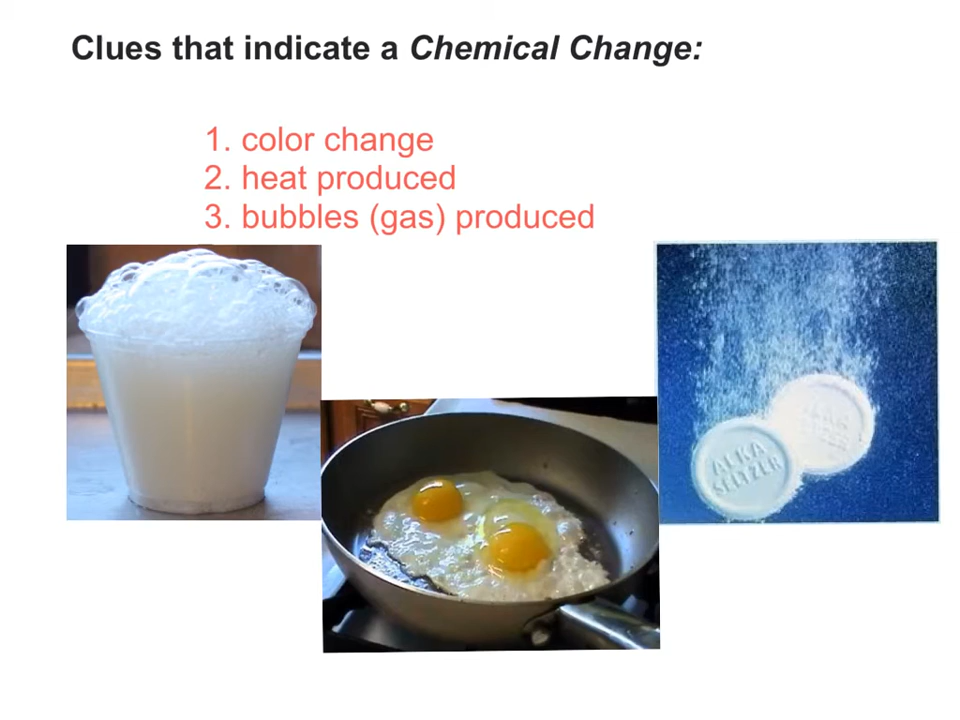 Clues that indicate a Chemical Change:
1. color change
2. heat produced
3. bubbles (gas) produced
ALKA
SELTZER